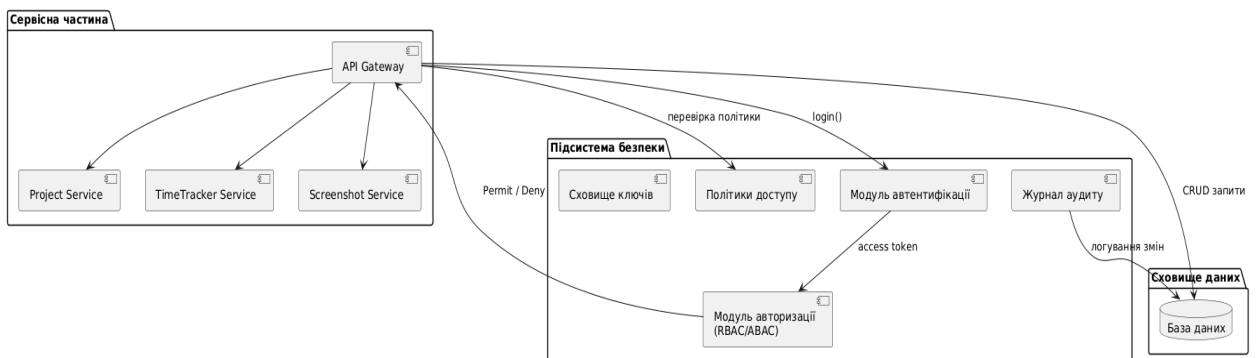 Сервісна частина
API Gateway
перевірка політики
login()
Підсистема безпеки
Project Service
TimeTracker Service
Screenshot Service
Permit / Deny
Сховище ключів
Політики доступу
Модуль автентифікації
Журнал аудиту
CRUD запити
access token
логування змін
Сховище даних
Модуль авторизації
(RBAC/ABAC)
База даних